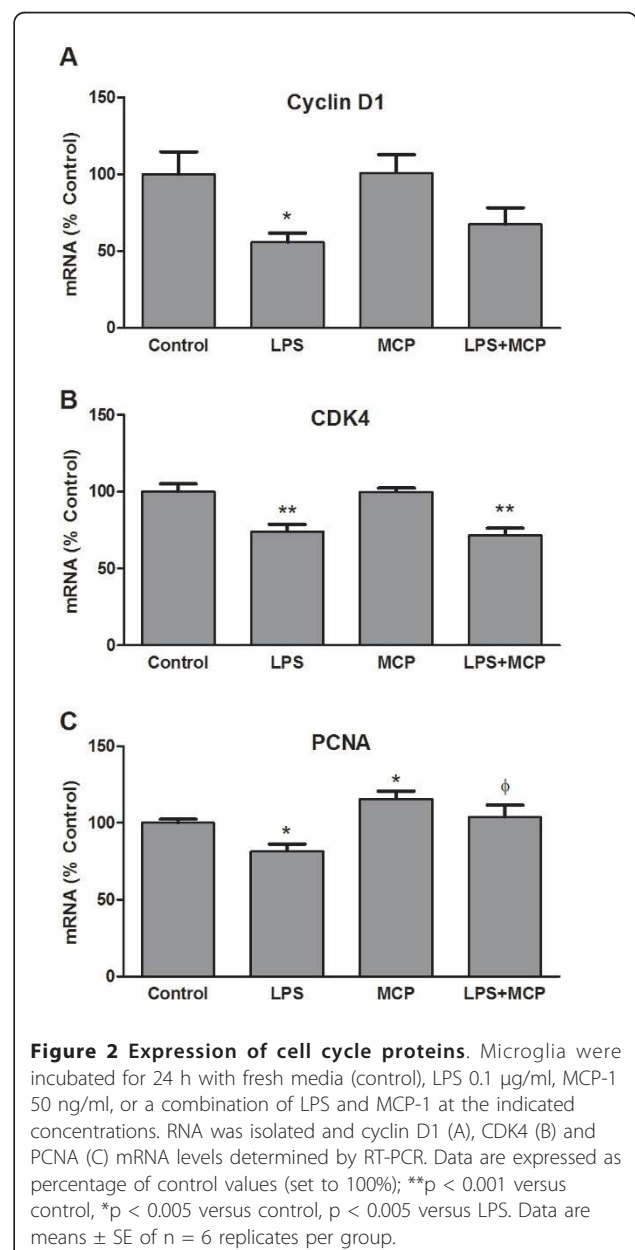 A
Cyclin D1
mRNA (% Control)
150
100
50
0
*
Control LPS MCP LPS+MCP
B
CDK4
mRNA (% Control)
150
100
50
0
** **
Control LPS MCP LPS+MCP
C
PCNA
mRNA (% Control)
150
100
50
0
* * ϕ
Control LPS MCP LPS+MCP
Figure 2 Expression of cell cycle proteins. Microglia were
incubated for 24 h with fresh media (control), LPS 0.1 μg/ml, MCP-1
50 ng/ml, or a combination of LPS and MCP-1 at the indicated
concentrations. RNA was isolated and cyclin D1 (A), CDK4 (B) and
PCNA (C) mRNA levels determined by RT-PCR. Data are expressed as
percentage of control values (set to 100%); **p < 0.001 versus
control, *p < 0.005 versus control, p < 0.005 versus LPS. Data are
means ± SE of n = 6 replicates per group.